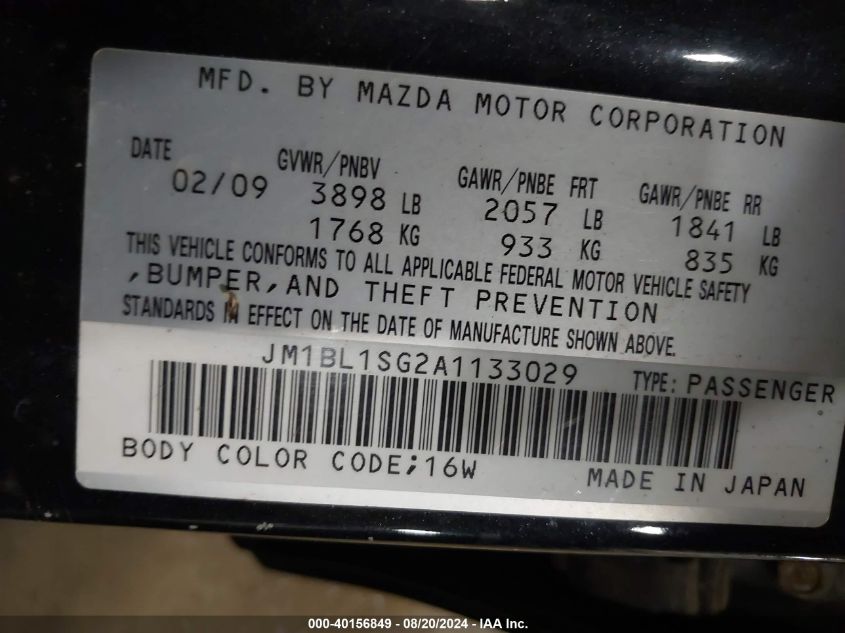 MFD. BY MAZDA MOTOR CORPORATION
DATE GVWR/PNBV GAWR/PNBE FRT GAWR/PNBE RR
02/09 3898 LB 2057 LB 1841 LB
1768 KG 933 KG 835 KG
THIS VEHICLE CONFORMS TO ALL APPLICABLE FEDERAL MOTOR VEHICLE SAFETY
,BUMPER,AND THEFT PREVENTION
STANDARDS IN EFFECT ON THE DATE OF MANUFACTURE SHOWN ABOVE.
JM1BL1SG2A1133029 TYPE: PASSENGER
BODY COLOR CODE;16W MADE IN JAPAN
000-40156849 - 08/20/2024 - IAA Inc.